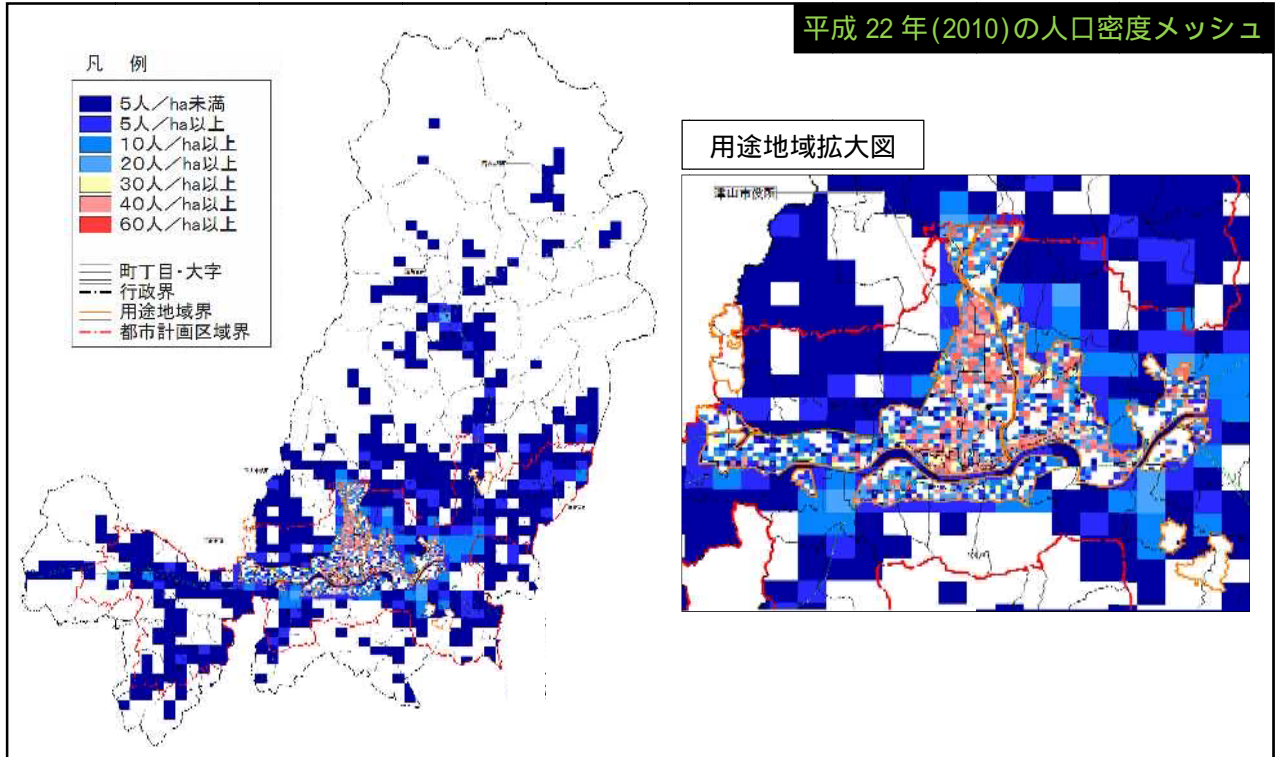 平成 22 年(2010)の人口密度メッシュ
凡 例
5人/ha未満
5人/ha以上
10人/ha以上
20人/ha以上
30人/ha以上
40人/ha以上
60人/ha以上
町丁目・大字
行政界
用途地域界
都市計画区域界
用途地域拡大図
津山市役所